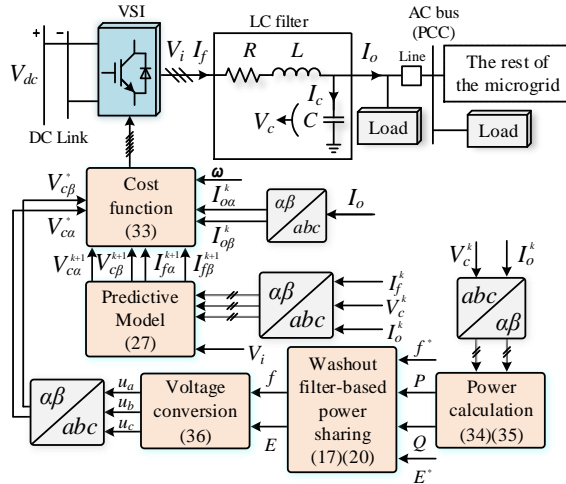 VSI
LC filter
AC bus
(PCC)
+
−
V_i
I_f
R
L
I_o
Line
The rest of
the microgrid
V_dc
I_c
V_c
C
DC Link
Load
Load
V_cβ^*
V_cα^*
Cost
function
(33)
ω
I_oα^k
I_oβ^k
αβ
abc
I_o
V_cα^{k+1}
V_cβ^{k+1}
I_fα^{k+1}
I_fβ^{k+1}
V_c^k
I_o^k
Predictive
Model
(27)
αβ
abc
I_f^k
V_c^k
I_o^k
abc
αβ
V_i
αβ
abc
u_a
u_b
u_c
Voltage
conversion
(36)
f
E
Washout
filter-based
power
sharing
(17)(20)
f^*
P
Q
E^*
Power
calculation
(34)(35)